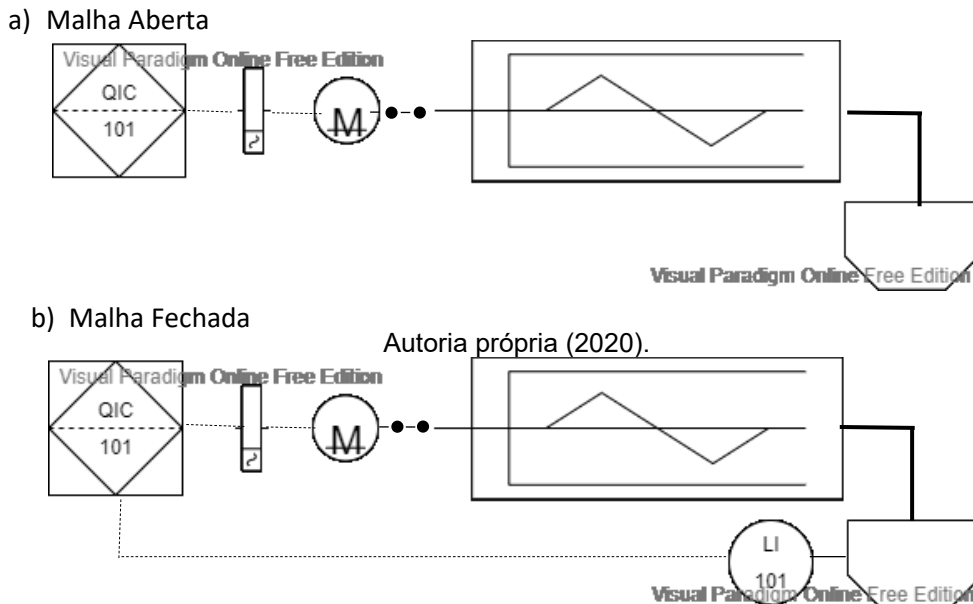 a) Malha Aberta
Visual Paradigm Online Free Edition
QIC
101
M
Visual Paradigm Online Free Edition
b) Malha Fechada
Autoria própria (2020).
Visual Paradigm Online Free Edition
QIC
101
M
LI
101
Visual Paradigm Online Free Edition